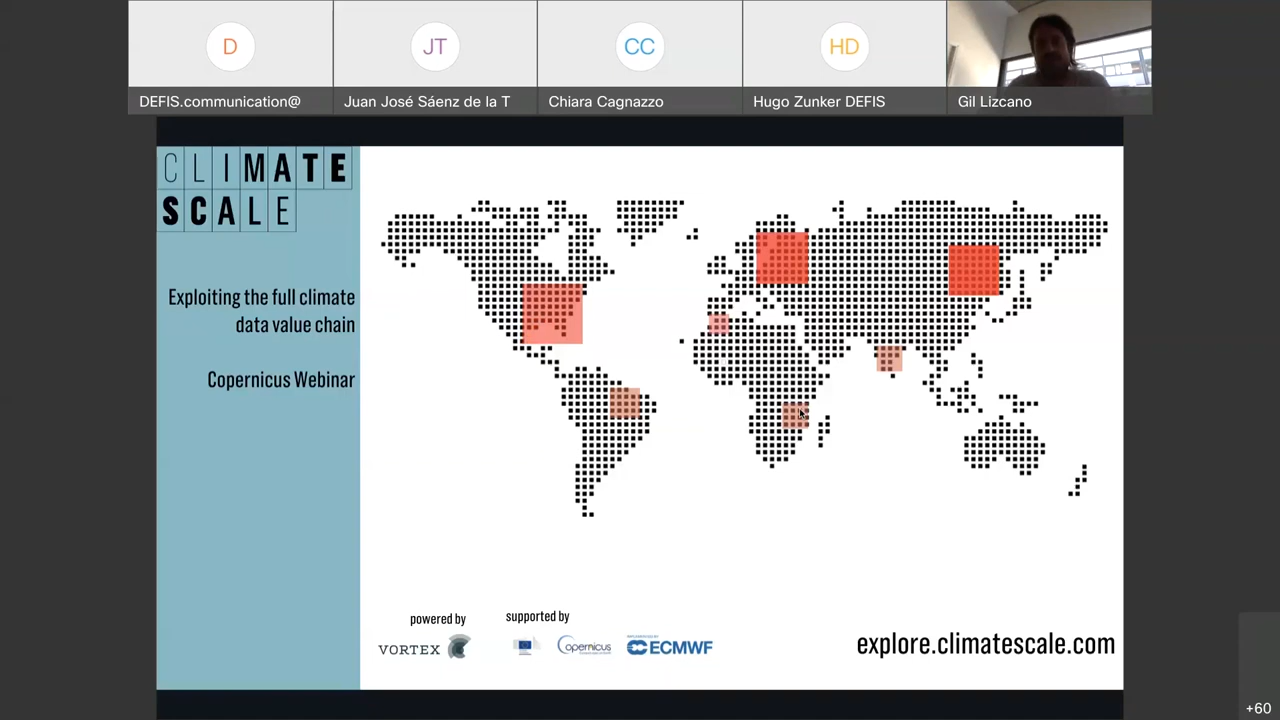 D
JT
CC
HD
DEFIS.communication@
Juan José Sáenz de la T
Chiara Cagnazzo
Hugo Zunker DEFIS
Gil Lizcano
CLIMATE
SCALE
Exploiting the full climate
data value chain
Copernicus Webinar
powered by
supported by
VORTEX
Copernicus
ECMWF
explore.climatescale.com
+60